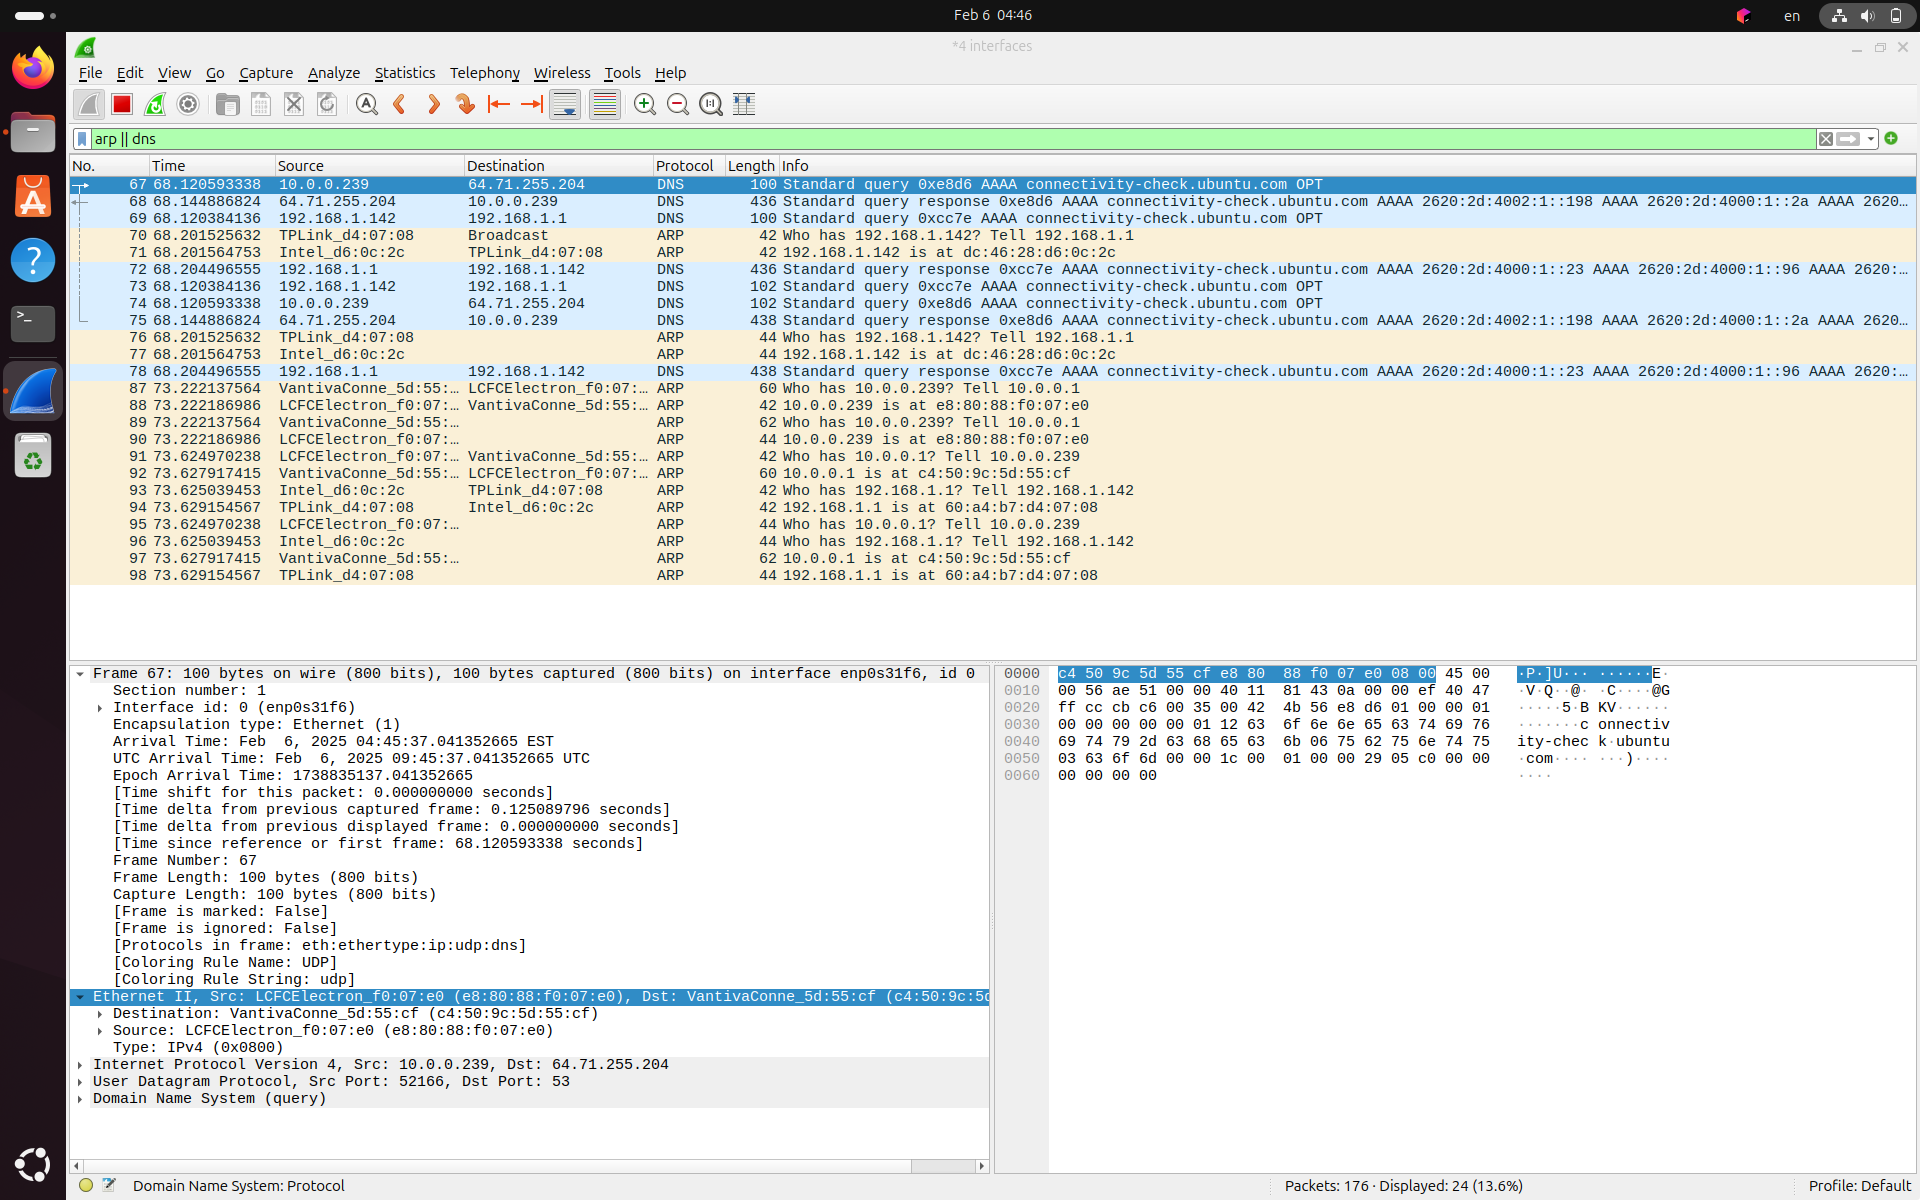 Feb 6 04:46
en
*4 interfaces
File Edit View Go Capture Analyze Statistics Telephony Wireless Tools Help
arp || dns
No. Time Source Destination Protocol Length Info
67 68.120593338 10.0.0.239 64.71.255.204 DNS 100 Standard query 0xe8d6 AAAA connectivity-check.ubuntu.com OPT
68 68.144886824 64.71.255.204 10.0.0.239 DNS 436 Standard query response 0xe8d6 AAAA connectivity-check.ubuntu.com AAAA 2620:2d:4002:1::198 AAAA 2620:2d:4000:1::2a AAAA 2620…
69 68.120384136 192.168.1.142 192.168.1.1 DNS 100 Standard query 0xcc7e AAAA connectivity-check.ubuntu.com OPT
70 68.201525632 TPLink_d4:07:08 Broadcast ARP 42 Who has 192.168.1.142? Tell 192.168.1.1
71 68.201564753 Intel_d6:0c:2c TPLink_d4:07:08 ARP 42 192.168.1.142 is at dc:46:28:d6:0c:2c
72 68.204496555 192.168.1.1 192.168.1.142 DNS 436 Standard query response 0xcc7e AAAA connectivity-check.ubuntu.com AAAA 2620:2d:4000:1::23 AAAA 2620:2d:4000:1::96 AAAA 2620:…
73 68.120384136 192.168.1.142 192.168.1.1 DNS 102 Standard query 0xcc7e AAAA connectivity-check.ubuntu.com OPT
74 68.120593338 10.0.0.239 64.71.255.204 DNS 102 Standard query 0xe8d6 AAAA connectivity-check.ubuntu.com OPT
75 68.144886824 64.71.255.204 10.0.0.239 DNS 438 Standard query response 0xe8d6 AAAA connectivity-check.ubuntu.com AAAA 2620:2d:4002:1::198 AAAA 2620:2d:4000:1::2a AAAA 2620…
76 68.201525632 TPLink_d4:07:08 ARP 44 Who has 192.168.1.142? Tell 192.168.1.1
77 68.201564753 Intel_d6:0c:2c ARP 44 192.168.1.142 is at dc:46:28:d6:0c:2c
78 68.204496555 192.168.1.1 192.168.1.142 DNS 438 Standard query response 0xcc7e AAAA connectivity-check.ubuntu.com AAAA 2620:2d:4000:1::23 AAAA 2620:2d:4000:1::96 AAAA 2620:…
87 73.222137564 VantivaConne_5d:55:… LCFCElectron_f0:07:… ARP 60 Who has 10.0.0.239? Tell 10.0.0.1
88 73.222186986 LCFCElectron_f0:07:… VantivaConne_5d:55:… ARP 42 10.0.0.239 is at e8:80:88:f0:07:e0
89 73.222137564 VantivaConne_5d:55:… ARP 62 Who has 10.0.0.239? Tell 10.0.0.1
90 73.222186986 LCFCElectron_f0:07:… ARP 44 10.0.0.239 is at e8:80:88:f0:07:e0
91 73.624970238 LCFCElectron_f0:07:… VantivaConne_5d:55:… ARP 42 Who has 10.0.0.1? Tell 10.0.0.239
92 73.627917415 VantivaConne_5d:55:… LCFCElectron_f0:07:… ARP 60 10.0.0.1 is at c4:50:9c:5d:55:cf
93 73.625039453 Intel_d6:0c:2c TPLink_d4:07:08 ARP 42 Who has 192.168.1.1? Tell 192.168.1.142
94 73.629154567 TPLink_d4:07:08 Intel_d6:0c:2c ARP 42 192.168.1.1 is at 60:a4:b7:d4:07:08
95 73.624970238 LCFCElectron_f0:07:… ARP 44 Who has 10.0.0.1? Tell 10.0.0.239
96 73.625039453 Intel_d6:0c:2c ARP 44 Who has 192.168.1.1? Tell 192.168.1.142
97 73.627917415 VantivaConne_5d:55:… ARP 62 10.0.0.1 is at c4:50:9c:5d:55:cf
98 73.629154567 TPLink_d4:07:08 ARP 44 192.168.1.1 is at 60:a4:b7:d4:07:08
Frame 67: 100 bytes on wire (800 bits), 100 bytes captured (800 bits) on interface enp0s31f6, id 0
Section number: 1
Interface id: 0 (enp0s31f6)
Encapsulation type: Ethernet (1)
Arrival Time: Feb  6, 2025 04:45:37.041352665 EST
UTC Arrival Time: Feb  6, 2025 09:45:37.041352665 UTC
Epoch Arrival Time: 1738835137.041352665
[Time shift for this packet: 0.000000000 seconds]
[Time delta from previous captured frame: 0.125089796 seconds]
[Time delta from previous displayed frame: 0.000000000 seconds]
[Time since reference or first frame: 68.120593338 seconds]
Frame Number: 67
Frame Length: 100 bytes (800 bits)
Capture Length: 100 bytes (800 bits)
[Frame is marked: False]
[Frame is ignored: False]
[Protocols in frame: eth:ethertype:ip:udp:dns]
[Coloring Rule Name: UDP]
[Coloring Rule String: udp]
Ethernet II, Src: LCFCElectron_f0:07:e0 (e8:80:88:f0:07:e0), Dst: VantivaConne_5d:55:cf (c4:50:9c:5d
Destination: VantivaConne_5d:55:cf (c4:50:9c:5d:55:cf)
Source: LCFCElectron_f0:07:e0 (e8:80:88:f0:07:e0)
Type: IPv4 (0x0800)
Internet Protocol Version 4, Src: 10.0.0.239, Dst: 64.71.255.204
User Datagram Protocol, Src Port: 52166, Dst Port: 53
Domain Name System (query)
0000 c4 50 9c 5d 55 cf e8 80 88 f0 07 e0 08 00 45 00 ·P·]U··· ······E·
0010 00 56 ae 51 00 00 40 11 81 43 0a 00 00 ef 40 47 ·V·Q··@· ·C····@G
0020 ff cc cb c6 00 35 00 42 4b 56 e8 d6 01 00 00 01 ·····5·B KV······
0030 00 00 00 00 00 01 12 63 6f 6e 6e 65 63 74 69 76 ·······c onnectiv
0040 69 74 79 2d 63 68 65 63 6b 06 75 62 75 6e 74 75 ity-chec k·ubuntu
0050 03 63 6f 6d 00 00 1c 00 01 00 00 29 05 c0 00 00 ·com···· ···)····
0060 00 00 00 00 ····
Domain Name System: Protocol
Packets: 176 · Displayed: 24 (13.6%)
Profile: Default